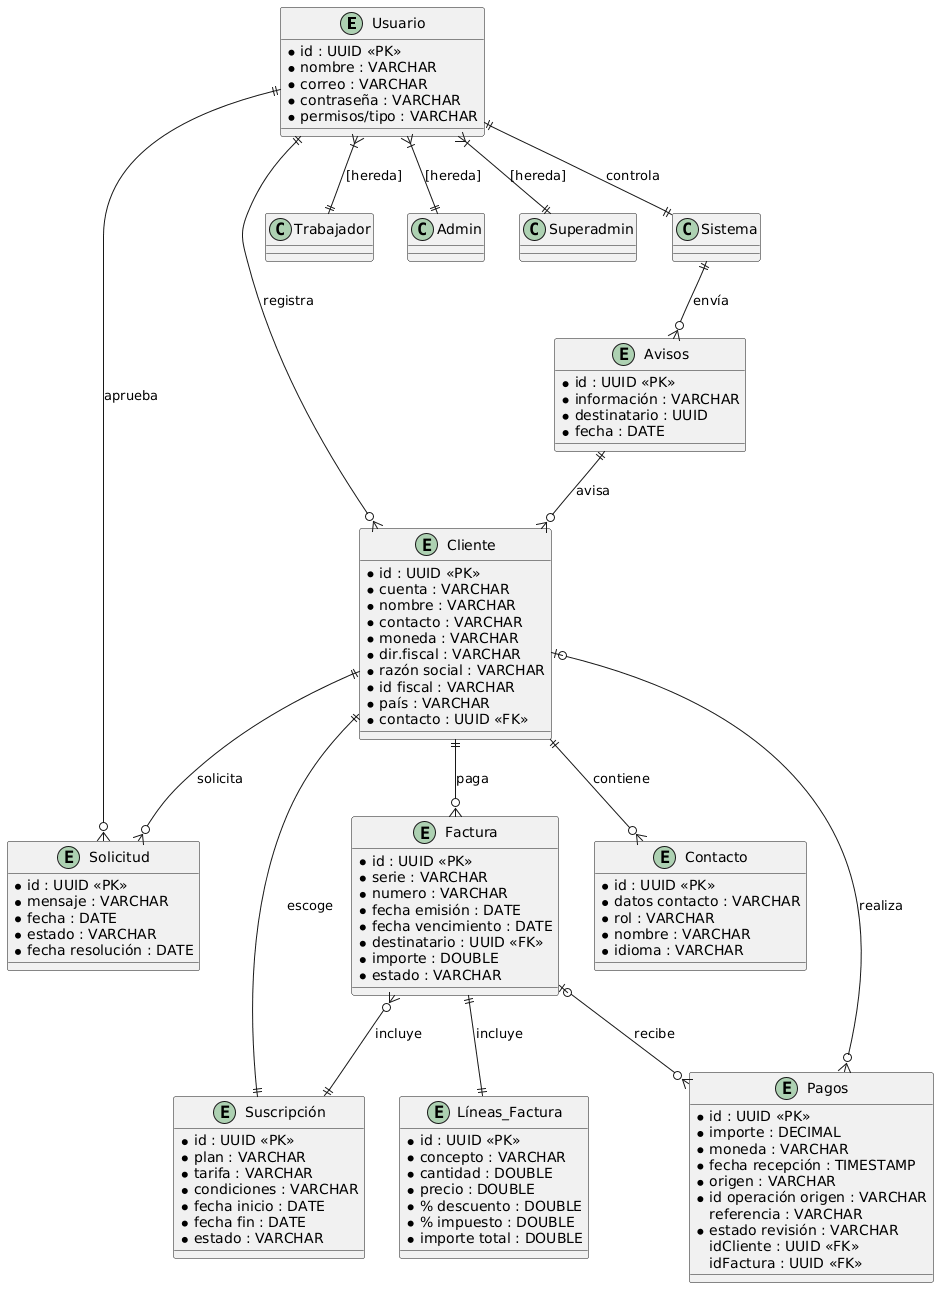 E Usuario
id : UUID «PK»
nombre : VARCHAR
correo : VARCHAR
contraseña : VARCHAR
permisos/tipo : VARCHAR
[hereda]
[hereda]
[hereda]
controla
C Trabajador
C Admin
C Superadmin
C Sistema
registra
envía
E Avisos
id : UUID «PK»
información : VARCHAR
destinatario : UUID
fecha : DATE
aprueba
avisa
E Cliente
id : UUID «PK»
cuenta : VARCHAR
nombre : VARCHAR
contacto : VARCHAR
moneda : VARCHAR
dir.fiscal : VARCHAR
razón social : VARCHAR
id fiscal : VARCHAR
país : VARCHAR
contacto : UUID «FK»
solicita
paga
contiene
E Solicitud
id : UUID «PK»
mensaje : VARCHAR
fecha : DATE
estado : VARCHAR
fecha resolución : DATE
escoge
E Factura
id : UUID «PK»
serie : VARCHAR
numero : VARCHAR
fecha emisión : DATE
fecha vencimiento : DATE
destinatario : UUID «FK»
importe : DOUBLE
estado : VARCHAR
E Contacto
id : UUID «PK»
datos contacto : VARCHAR
rol : VARCHAR
nombre : VARCHAR
idioma : VARCHAR
realiza
incluye
incluye
recibe
E Suscripción
id : UUID «PK»
plan : VARCHAR
tarifa : VARCHAR
condiciones : VARCHAR
fecha inicio : DATE
fecha fin : DATE
estado : VARCHAR
E Líneas_Factura
id : UUID «PK»
concepto : VARCHAR
cantidad : DOUBLE
precio : DOUBLE
% descuento : DOUBLE
% impuesto : DOUBLE
importe total : DOUBLE
E Pagos
id : UUID «PK»
importe : DECIMAL
moneda : VARCHAR
fecha recepción : TIMESTAMP
origen : VARCHAR
id operación origen : VARCHAR
referencia : VARCHAR
estado revisión : VARCHAR
idCliente : UUID «FK»
idFactura : UUID «FK»